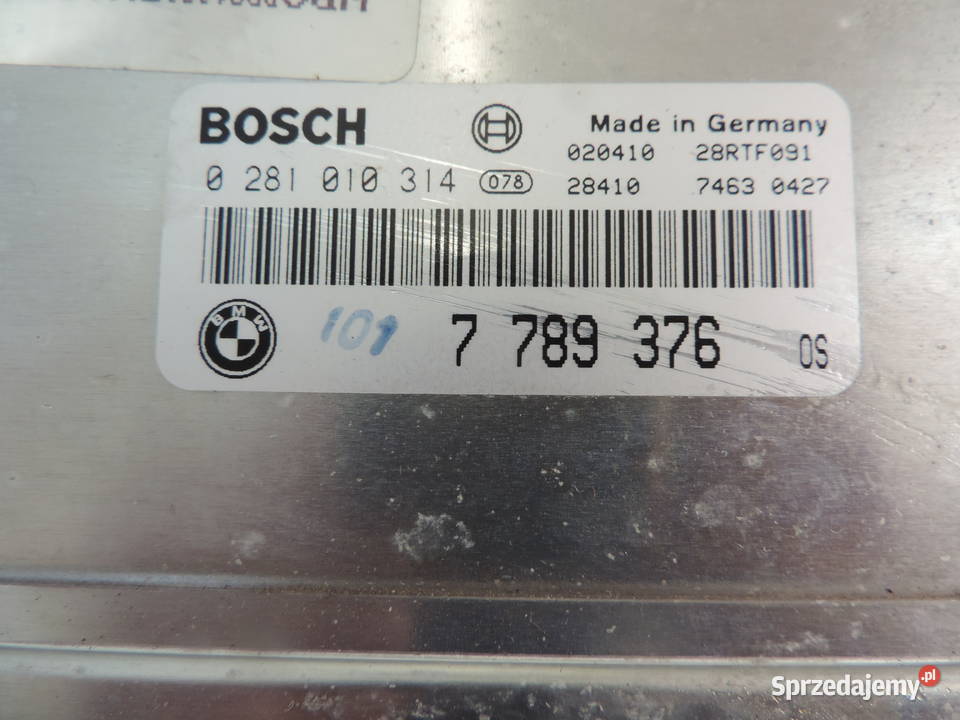 BOSCH Made in Germany
020410 28RTF091
0 281 010 314 078 28410 7463 0427
BMW 101 7 789 376 OS
Sprzedajemy.pl